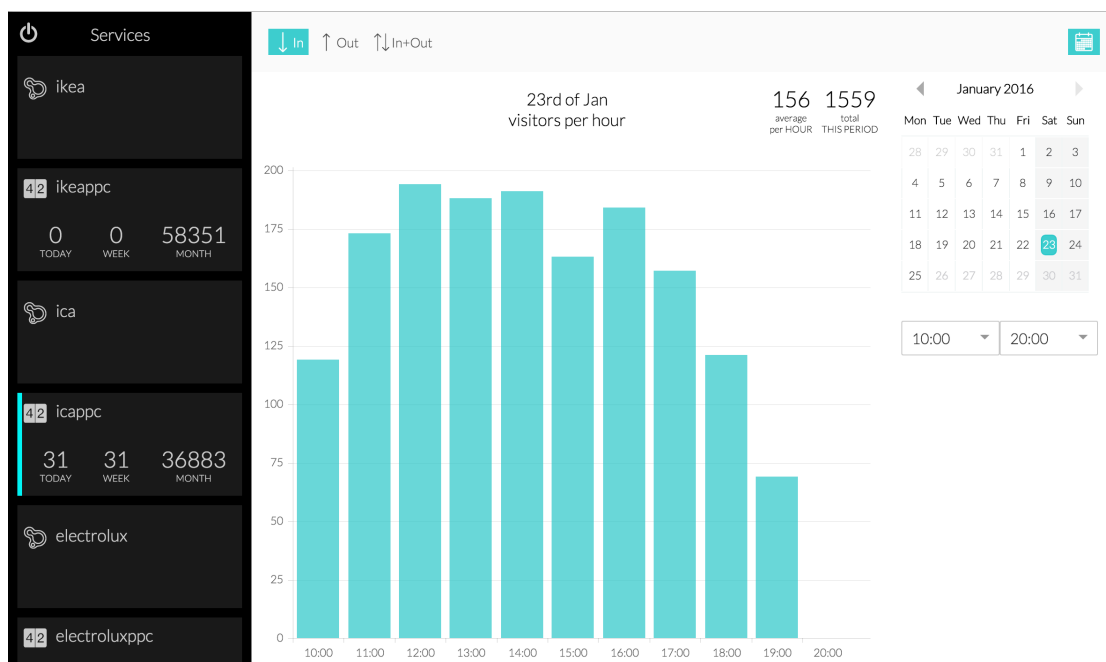 Services
ikea
42 ikeappc
0 0 58351
TODAY WEEK MONTH
ica
42 icappc
31 31 36883
TODAY WEEK MONTH
electrolux
42 electroluxppc
↓ In ↑ Out ↑↓ In+Out
23rd of Jan
visitors per hour
156 1559
average total
per HOUR THIS PERIOD
200
175
150
125
100
75
50
25
0
10:00 11:00 12:00 13:00 14:00 15:00 16:00 17:00 18:00 19:00 20:00
January 2016
Mon Tue Wed Thu Fri Sat Sun
28 29 30 31 1 2 3
4 5 6 7 8 9 10
11 12 13 14 15 16 17
18 19 20 21 22 23 24
25 26 27 28 29 30 31
10:00 20:00